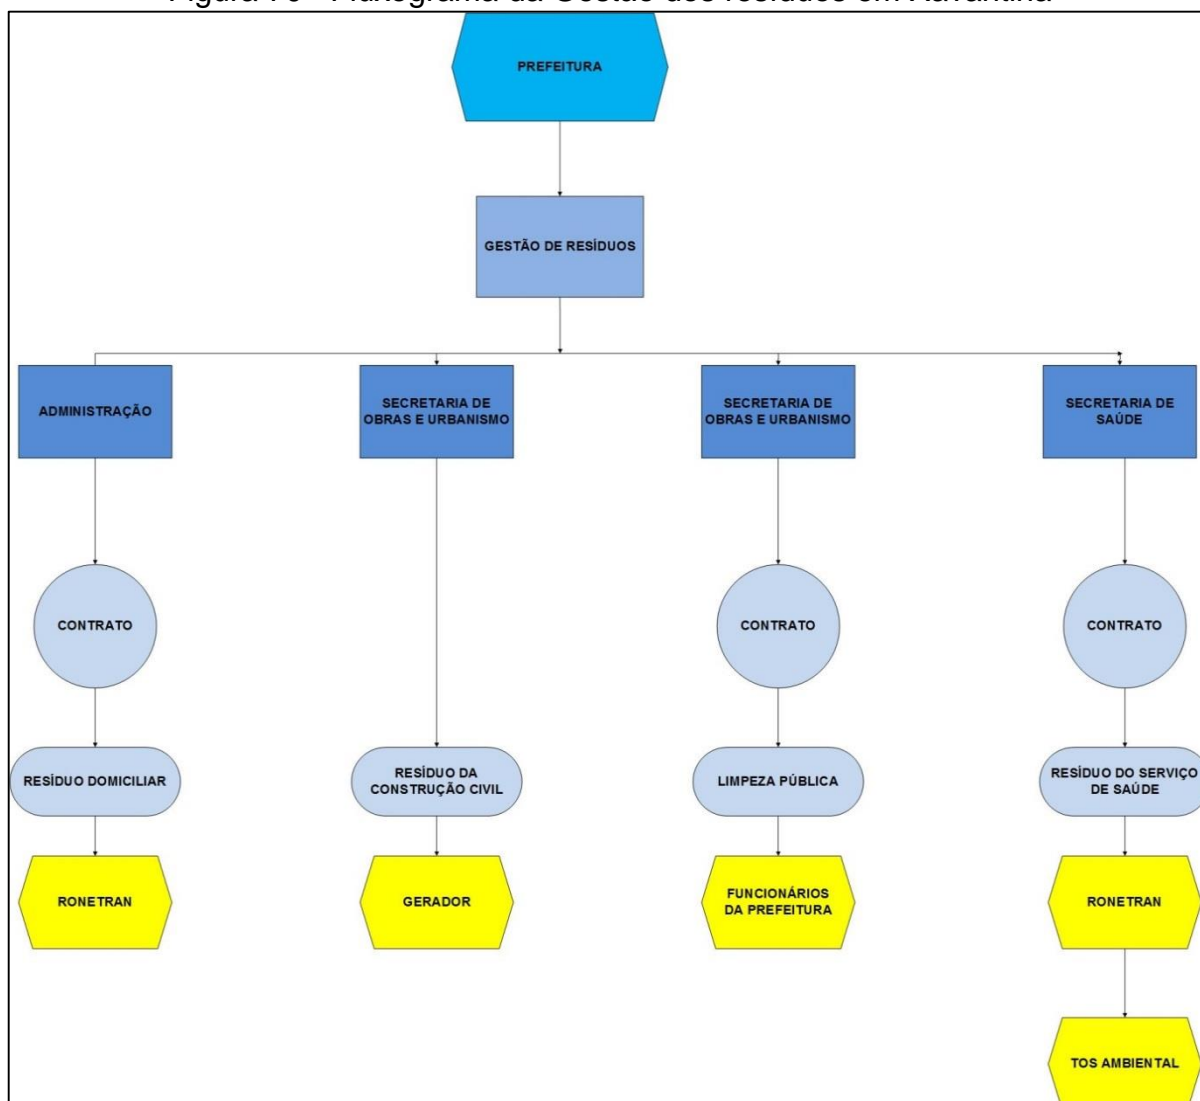 PREFEITURA
GESTÃO DE RESÍDUOS
ADMINISTRAÇÃO
SECRETARIA DE
OBRAS E URBANISMO
SECRETARIA DE
OBRAS E URBANISMO
SECRETARIA DE
SAÚDE
CONTRATO
CONTRATO
CONTRATO
RESÍDUO DOMICILIAR
RESÍDUO DA
CONSTRUÇÃO CIVIL
LIMPEZA PÚBLICA
RESÍDUO DO SERVIÇO
DE SAÚDE
RONETRAN
GERADOR
FUNCIONÁRIOS
DA PREFEITURA
RONETRAN
TOS AMBIENTAL